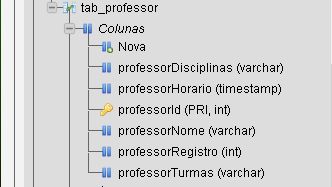 tab_professor
Colunas
Nova
professorDisciplinas (varchar)
professorHorario (timestamp)
professorId (PRI, int)
professorNome (varchar)
professorRegistro (int)
professorTurmas (varchar)